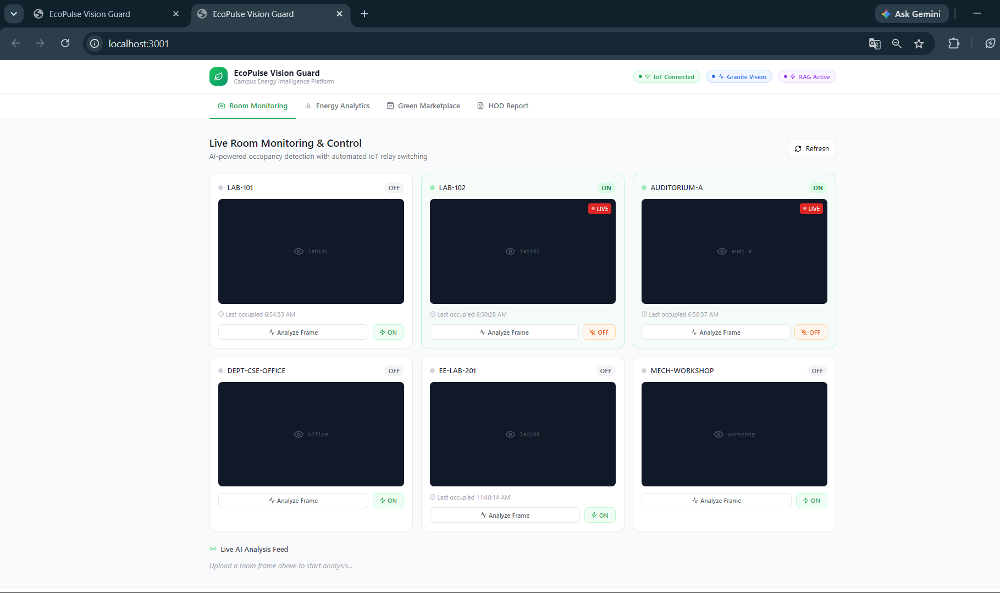 EcoPulse Vision Guard
EcoPulse Vision Guard
Ask Gemini
localhost:3001
EcoPulse Vision Guard
Campus Energy Intelligence Platform
IoT Connected
Granite Vision
RAG Active
Room Monitoring
Energy Analytics
Green Marketplace
HOD Report
Live Room Monitoring & Control
AI-powered occupancy detection with automated IoT relay switching
Refresh
LAB-101
OFF
lab101
Last occupied 6:54:53 AM
Analyze Frame
ON
LAB-102
ON
LIVE
lab102
Last occupied 6:50:28 AM
Analyze Frame
OFF
AUDITORIUM-A
ON
LIVE
audi-a
Last occupied 6:50:37 AM
Analyze Frame
OFF
DEPT-CSE-OFFICE
OFF
office
Analyze Frame
ON
EE-LAB-201
OFF
lab201
Last occupied 11:40:14 AM
Analyze Frame
ON
MECH-WORKSHOP
OFF
workshop
Analyze Frame
ON
Live AI Analysis Feed
Upload a room frame above to start analysis...